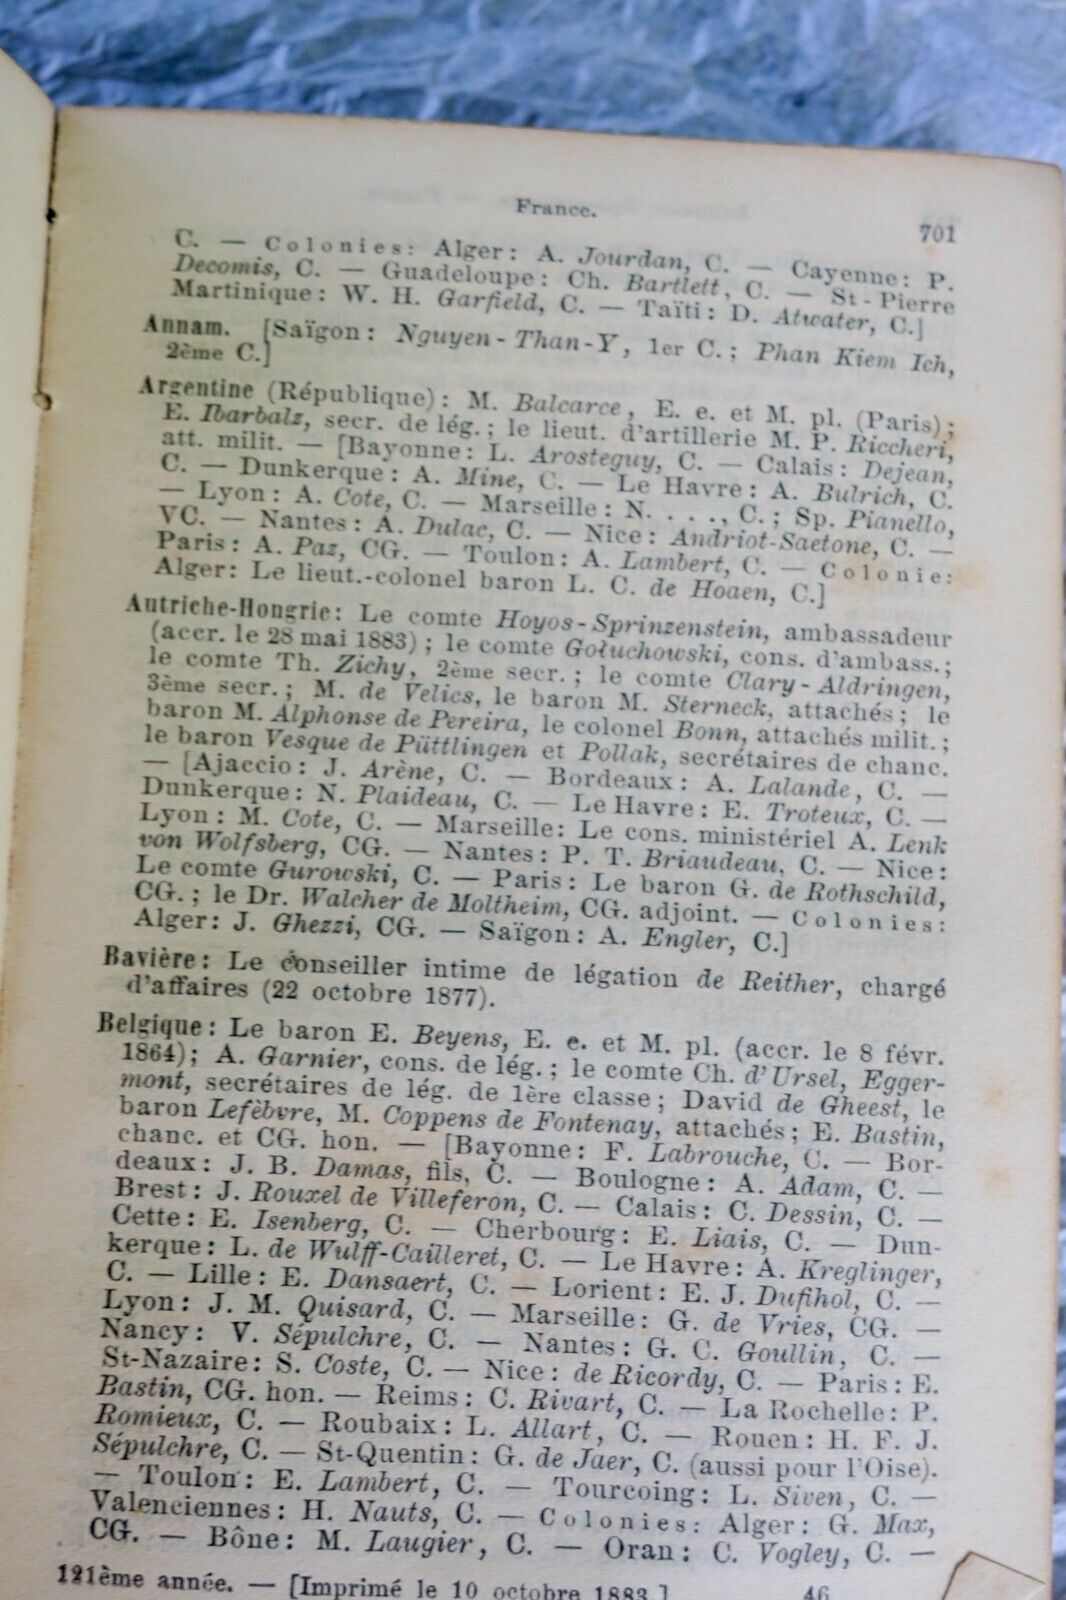 France.
701
C. — Colonies: Alger: A. Jourdan, C. — Cayenne: P.
Decomis, C. — Guadeloupe: Ch. Bartlett, C. — St-Pierre
Martinique: W. H. Garfield, C. — Taïti: D. Atwater, C.]
Annam. [Saïgon: Nguyen-Than-Y, 1er C.; Phan Kiem Ich,
2ème C.]
Argentine (République): M. Balcarce, E. e. et M. pl. (Paris);
E. Ibarbalz, secr. de lég.; le lieut. d'artillerie M. P. Riccheri,
att. milit. — [Bayonne: L. Arosteguy, C. — Calais: Dejean,
C. — Dunkerque: A. Mine, C. — Le Havre: A. Bulrich, C.
— Lyon: A. Cote, C. — Marseille: N. . . ., C.; Sp. Pianello,
VC. — Nantes: A. Dulac, C. — Nice: Andriot-Saetone, C. —
Paris: A. Paz, CG. — Toulon: A. Lambert, C. — Colonie:
Alger: Le lieut.-colonel baron L. C. de Hoaen, C.]
Autriche-Hongrie: Le comte Hoyos-Sprinzenstein, ambassadeur
(accr. le 28 mai 1883); le comte Gołuchowski, cons. d'ambass.;
le comte Th. Zichy, 2ème secr.; le comte Clary-Aldringen,
3ème secr.; M. de Velics, le baron M. Sterneck, attachés; le
baron M. Alphonse de Pereira, le colonel Bonn, attachés milit.;
le baron Vesque de Püttlingen et Pollak, secrétaires de chanc.
— [Ajaccio: J. Arène, C. — Bordeaux: A. Lalande, C. —
Dunkerque: N. Plaideau, C. — Le Havre: E. Troteux, C. —
Lyon: M. Cote, C. — Marseille: Le cons. ministériel A. Lenk
von Wolfsberg, CG. — Nantes: P. T. Briaudeau, C. — Nice:
Le comte Gurowski, C. — Paris: Le baron G. de Rothschild,
CG.; le Dr. Walcher de Moltheim, CG. adjoint. — Colonies:
Alger: J. Ghezzi, CG. — Saïgon: A. Engler, C.]
Bavière: Le conseiller intime de légation de Reither, chargé
d'affaires (22 octobre 1877).
Belgique: Le baron E. Beyens, E. e. et M. pl. (accr. le 8 févr.
1864); A. Garnier, cons. de lég.; le comte Ch. d'Ursel, Egger-
mont, secrétaires de lég. de 1ère classe; David de Gheest, le
baron Lefèbvre, M. Coppens de Fontenay, attachés; E. Bastin,
chanc. et CG. hon. — [Bayonne: F. Labrouche, C. — Bor-
deaux: J. B. Damas, fils, C. — Boulogne: A. Adam, C. —
Brest: J. Rouxel de Villeferon, C. — Calais: C. Dessin, C. —
Cette: E. Isenberg, C. — Cherbourg: E. Liais, C. — Dun-
kerque: L. de Wulff-Cailleret, C. — Le Havre: A. Kreglinger,
C. — Lille: E. Dansaert, C. — Lorient: E. J. Dufihol, C. —
Lyon: J. M. Quisard, C. — Marseille: G. de Vries, CG. —
Nancy: V. Sépulchre, C. — Nantes: G. C. Goullin, C. —
St-Nazaire: S. Coste, C. — Nice: de Ricordy, C. — Paris: E.
Bastin, CG. hon. — Reims: C. Rivart, C. — La Rochelle: P.
Romieux, C. — Roubaix: L. Allart, C. — Rouen: H. F. J.
Sépulchre, C. — St-Quentin: G. de Jaer, C. (aussi pour l'Oise).
— Toulon: E. Lambert, C. — Tourcoing: L. Siven, C. —
Valenciennes: H. Nauts, C. — Colonies: Alger: G. Max,
CG. — Bône: M. Laugier, C. — Oran: C. Vogley, C. —
121ème année. — [Imprimé le 10 octobre 1883.] 46